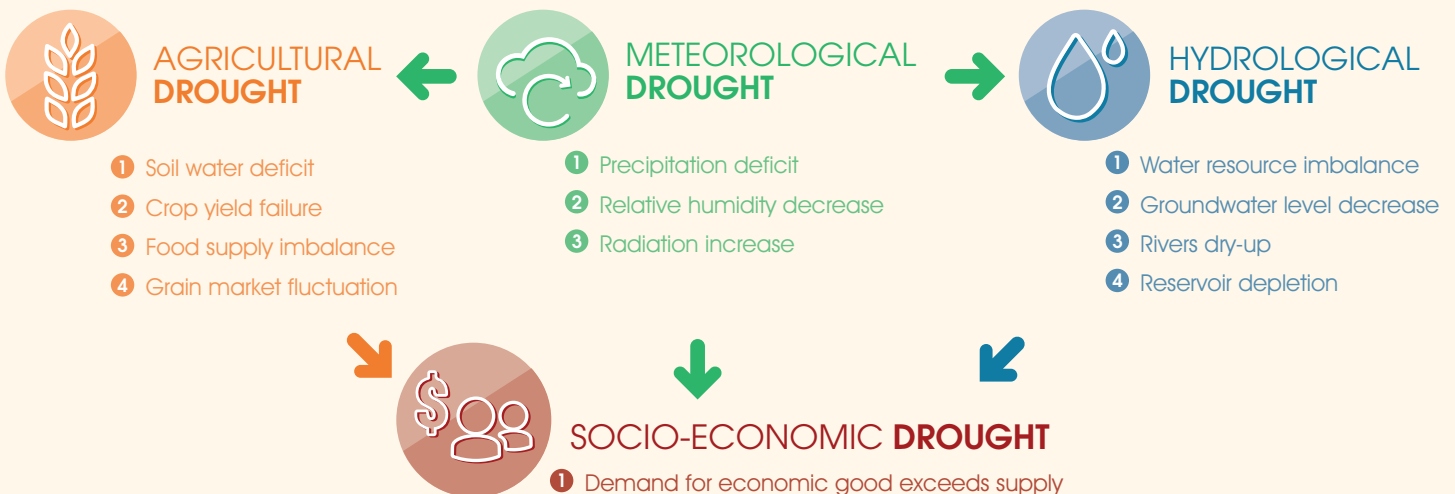 AGRICULTURAL
DROUGHT
1 Soil water deficit
2 Crop yield failure
3 Food supply imbalance
4 Grain market fluctuation
METEOROLOGICAL
DROUGHT
1 Precipitation deficit
2 Relative humidity decrease
3 Radiation increase
HYDROLOGICAL
DROUGHT
1 Water resource imbalance
2 Groundwater level decrease
3 Rivers dry-up
4 Reservoir depletion
$
SOCIO-ECONOMIC DROUGHT
1 Demand for economic good exceeds supply